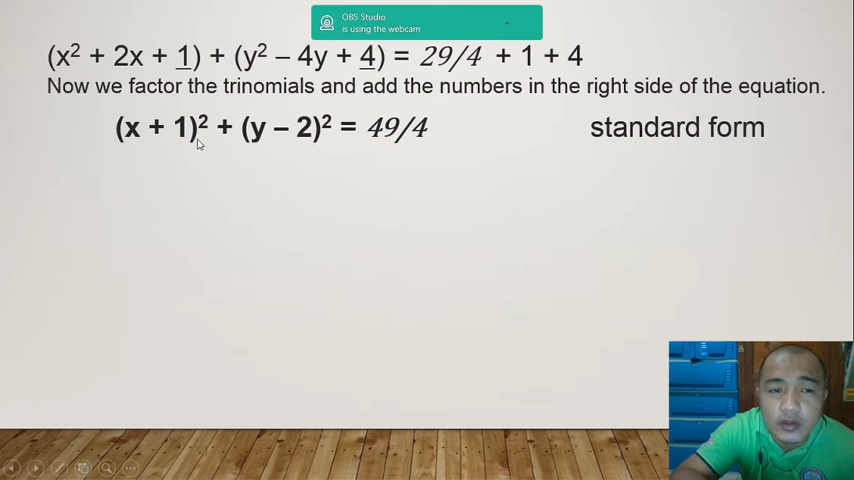 OBS Studio
is using the webcam
(x² + 2x + 1) + (y² – 4y + 4) = 29/4 + 1 + 4
Now we factor the trinomials and add the numbers in the right side of the equation.
(x + 1)² + (y – 2)² = 49/4 standard form